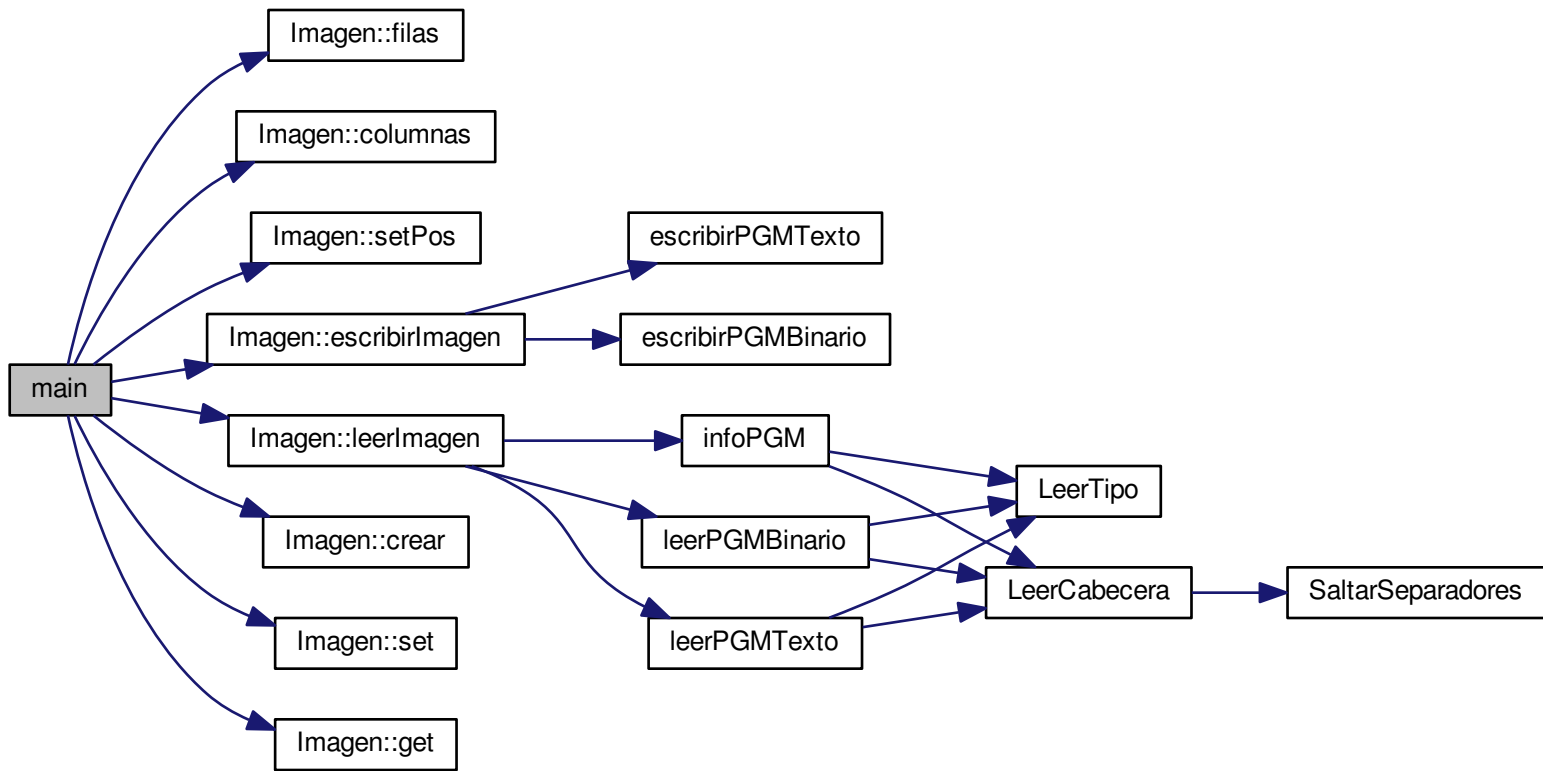 main
Imagen::filas
Imagen::columnas
Imagen::setPos
Imagen::escribirImagen
Imagen::leerImagen
Imagen::crear
Imagen::set
Imagen::get
escribirPGMTexto
escribirPGMBinario
infoPGM
leerPGMBinario
leerPGMTexto
LeerTipo
LeerCabecera
SaltarSeparadores